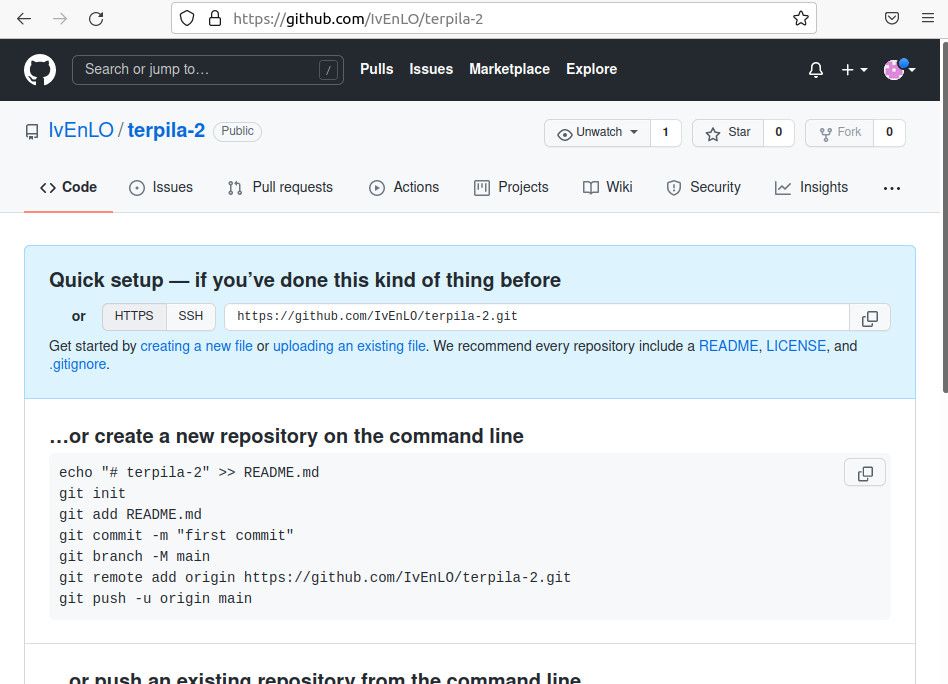 https://github.com/IvEnLO/terpila-2
Search or jump to… /
Pulls Issues Marketplace Explore
IvEnLO / terpila-2 Public
Unwatch 1 Star 0 Fork 0
Code Issues Pull requests Actions Projects Wiki Security Insights
Quick setup — if you’ve done this kind of thing before
or HTTPS SSH https://github.com/IvEnLO/terpila-2.git
Get started by creating a new file or uploading an existing file. We recommend every repository include a README, LICENSE, and
.gitignore.
…or create a new repository on the command line
echo "# terpila-2" >> README.md
git init
git add README.md
git commit -m "first commit"
git branch -M main
git remote add origin https://github.com/IvEnLO/terpila-2.git
git push -u origin main
…or push an existing repository from the command line